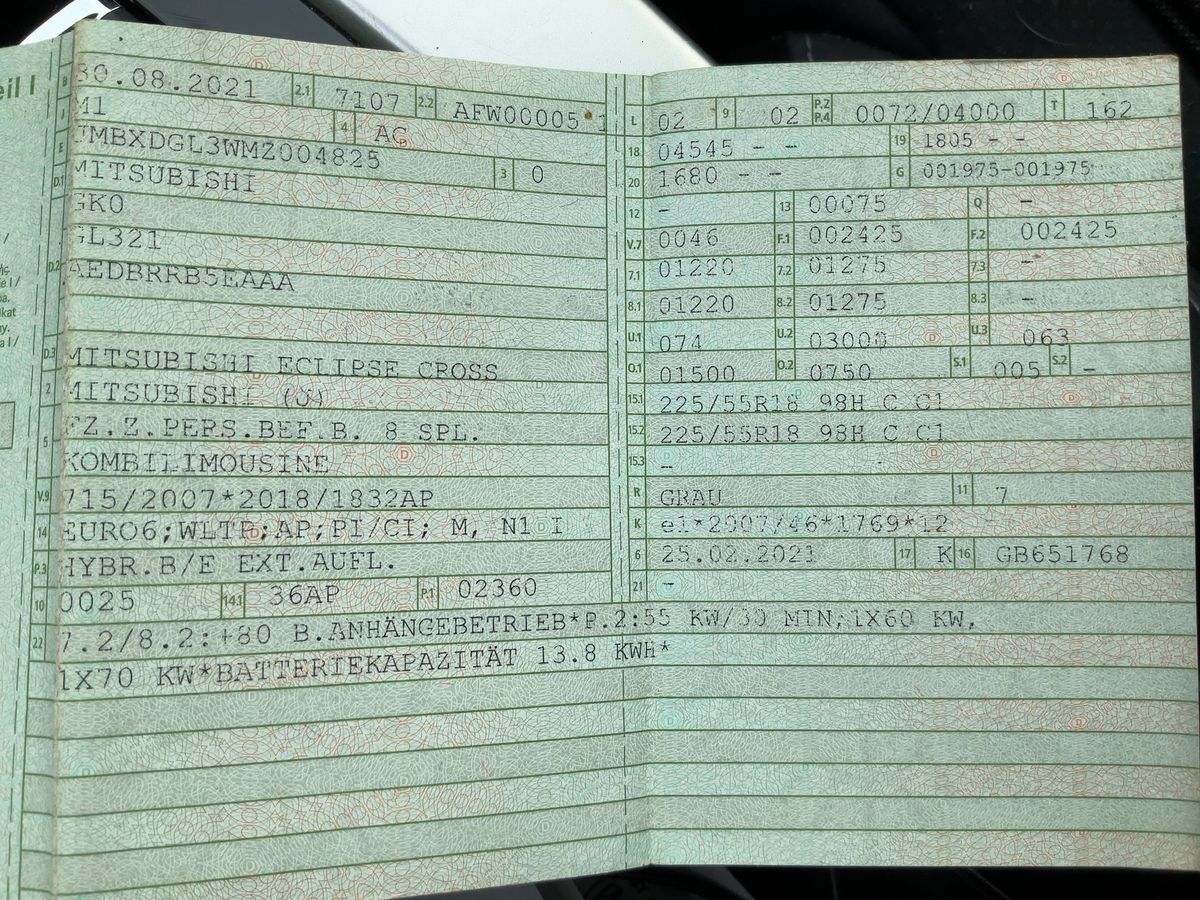 eil I
B 30.08.2021 2.1 7107 2.2 AFW00005 1
J M1 4 AG
E JMBXDGL3WMZ004825 3 0
D.1 MITSUBISHI
GK0
GL321
D.2 AEDBRRB5EAAA
D.3 MITSUBISHI ECLIPSE CROSS
2 MITSUBISHI (J)
5 FZ.Z.PERS.BEF.B. 8 SPL.
KOMBILIMOUSINE
V.9 715/2007*2018/1832AP
14 EURO6;WLTP;AP;PI/CI; M, N1 I
P.3 HYBR.B/E EXT.AUFL.
10 0025 14.1 36AP P.1 02360
L 02 9 02 P.2 P.4 0072/04000 T 162
18 04545 - - 19 1805 - -
20 1680 - - G 001975-001975
12 - 13 00075 Q -
V.7 0046 F.1 002425 F.2 002425
7.1 01220 7.2 01275 7.3 -
8.1 01220 8.2 01275 8.3 -
U.1 074 U.2 03000 U.3 063
O.1 01500 O.2 0750 S.1 005 S.2 -
15.1 225/55R18 98H C C1
15.2 225/55R18 98H C C1
15.3 -
R GRAU 11 7
K e1*2007/46*1769*12
6 25.02.2021 17 K 16 GB651768
21 -
22 7.2/8.2:+80 B.ANHÄNGEBETRIEB*P.2:55 KW/30 MIN;1X60 KW,
1X70 KW*BATTERIEKAPAZITÄT 13.8 KWH*